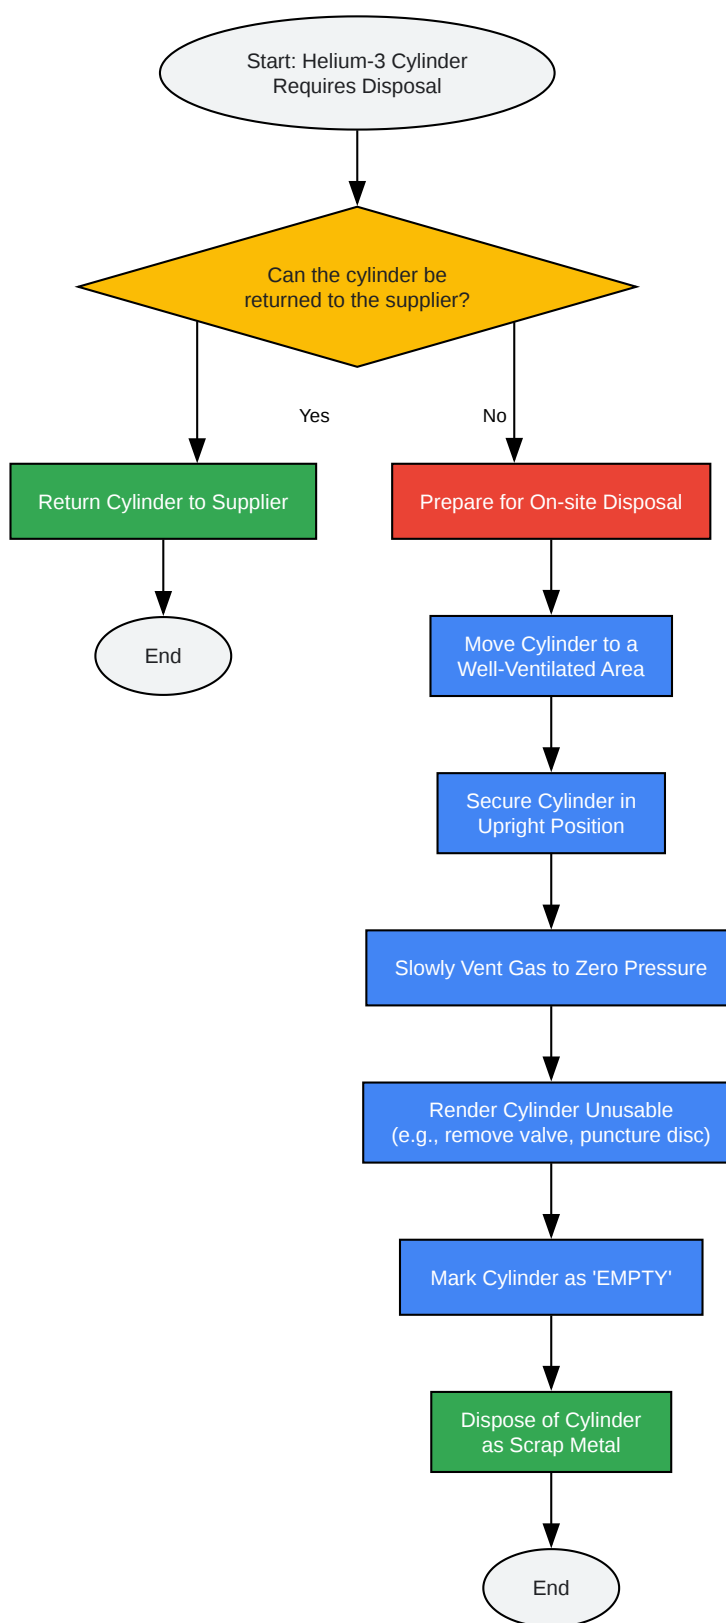 Start: Helium-3 Cylinder
Requires Disposal
Can the cylinder be
returned to the supplier?
Yes
No
Return Cylinder to Supplier
Prepare for On-site Disposal
End
Move Cylinder to a
Well-Ventilated Area
Secure Cylinder in
Upright Position
Slowly Vent Gas to Zero Pressure
Render Cylinder Unusable
(e.g., remove valve, puncture disc)
Mark Cylinder as 'EMPTY'
Dispose of Cylinder
as Scrap Metal
End